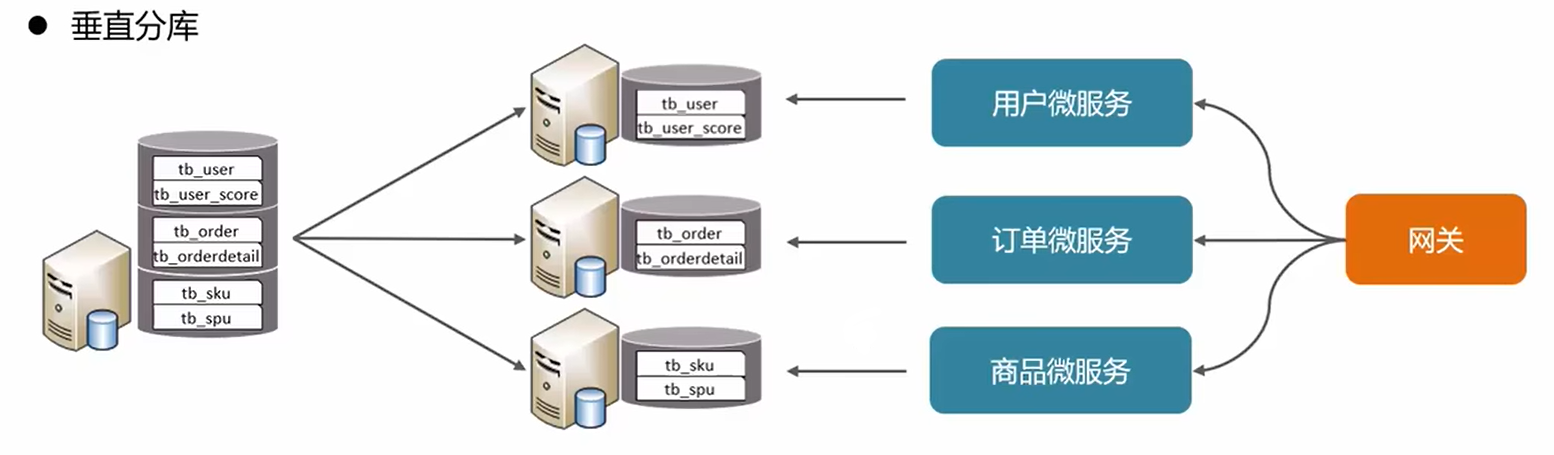 ● 垂直分库
tb_user
tb_user_score
tb_order
tb_orderdetail
tb_sku
tb_spu
tb_user
tb_user_score
tb_order
tb_orderdetail
tb_sku
tb_spu
用户微服务
订单微服务
商品微服务
网关